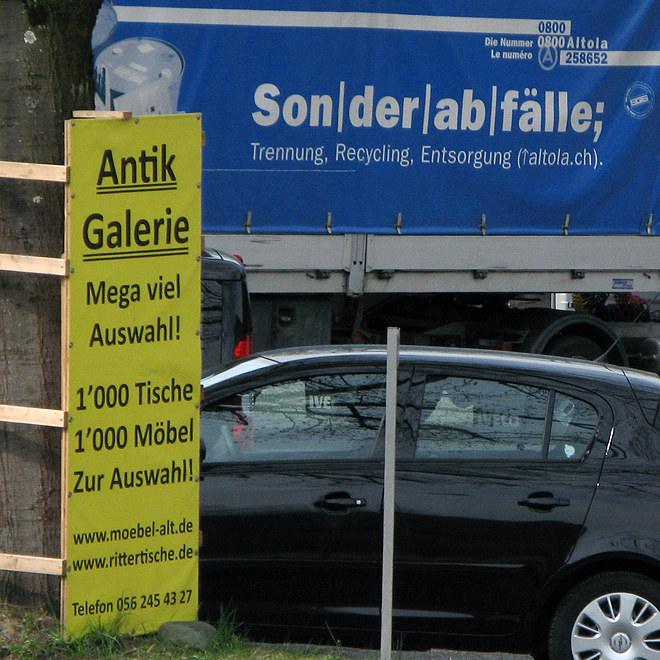 Antik
Galerie
Mega viel
Auswahl!
1'000 Tische
1'000 Möbel
Zur Auswahl!
www.moebel-alt.de
www.rittertische.de
Telefon 056 245 43 27
0800
Die Nummer 0800 Altola
Le numéro 258652
Son|der|ab|fälle;
Trennung, Recycling, Entsorgung (↑altola.ch).